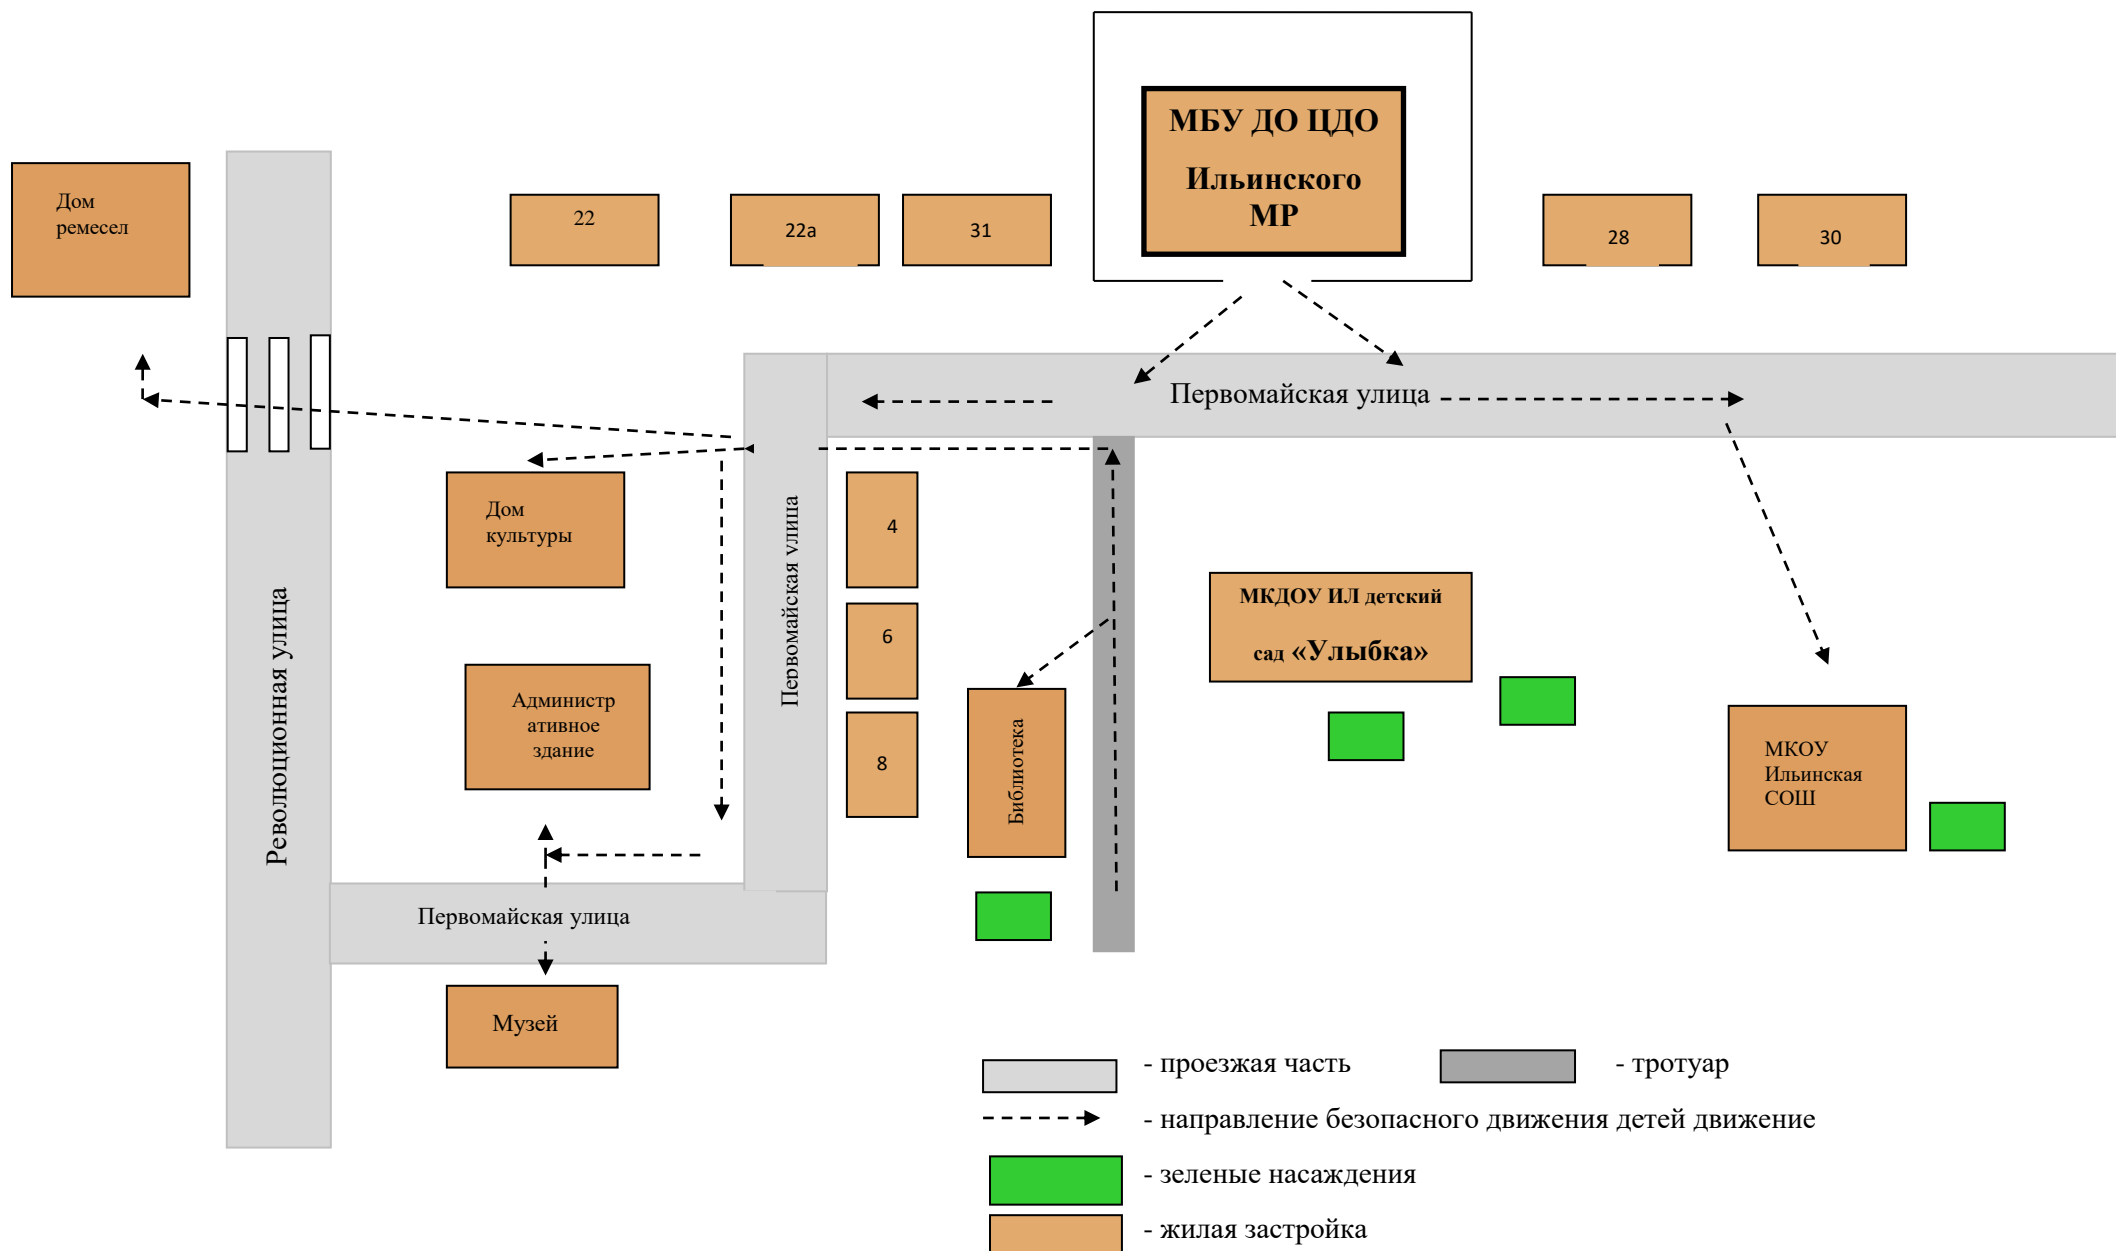 МБУ ДО ЦДО
Ильинского
МР
Дом
ремесел
22
22а
31
28
30
Первомайская улица
Дом
культуры
4
Первомайская улица
6
МКДОУ ИЛ детский
сад «Улыбка»
Революционная улица
Администр
ативное
здание
8
Библиотека
МКОУ
Ильинская
СОШ
Первомайская улица
Музей
- проезжая часть
- тротуар
- направление безопасного движения детей движение
- зеленые насаждения
- жилая застройка